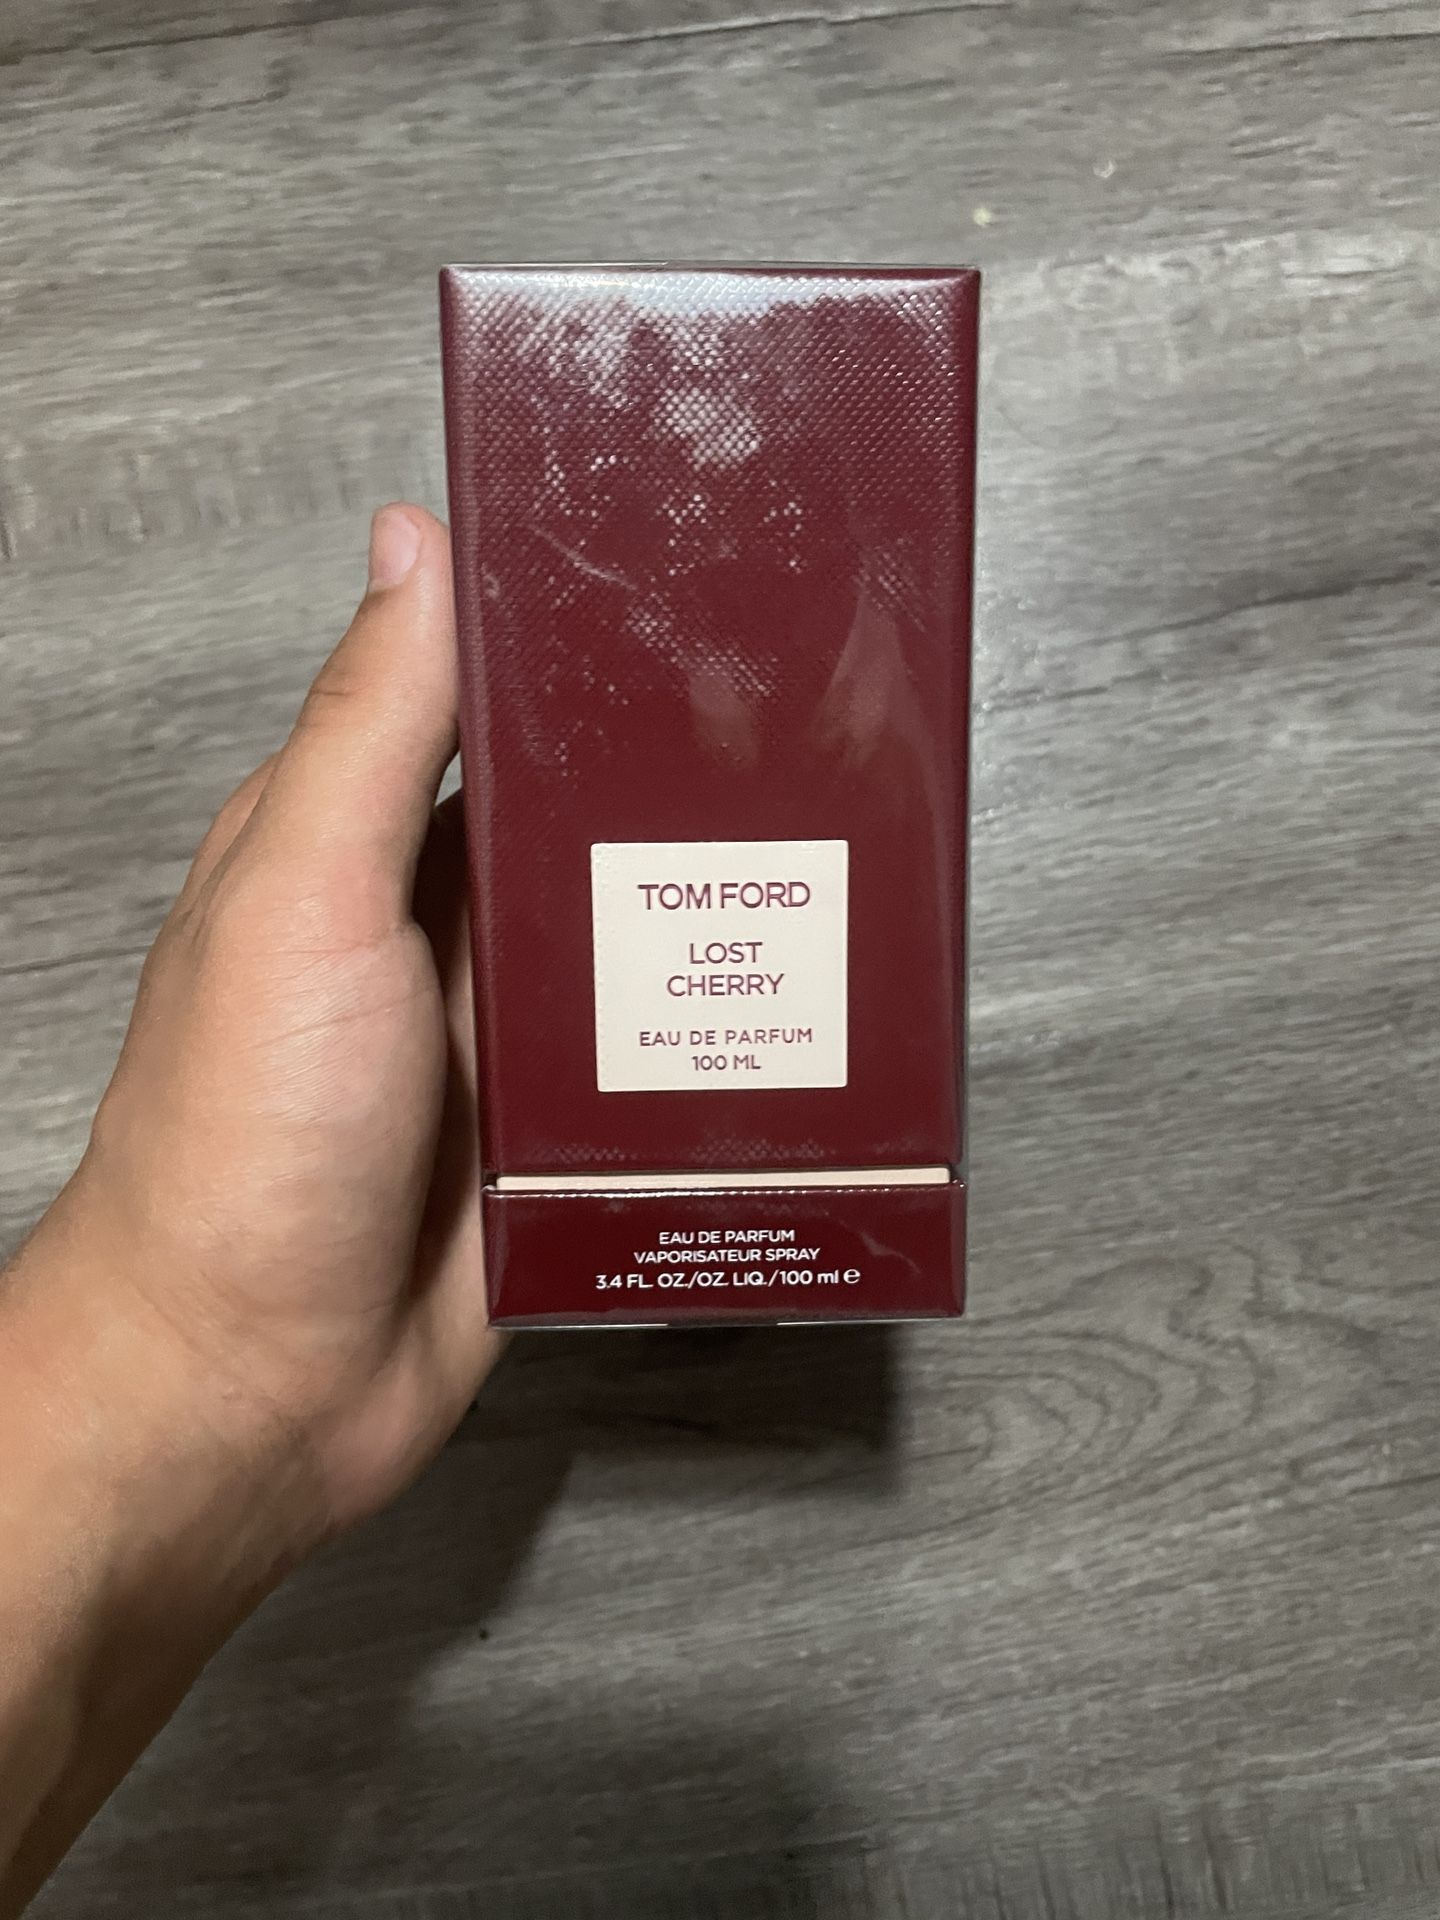 TOM FORD
LOST
CHERRY
EAU DE PARFUM
100 ML
EAU DE PARFUM
VAPORISATEUR SPRAY
3.4 FL. OZ./OZ. LIQ./100 ml ℮